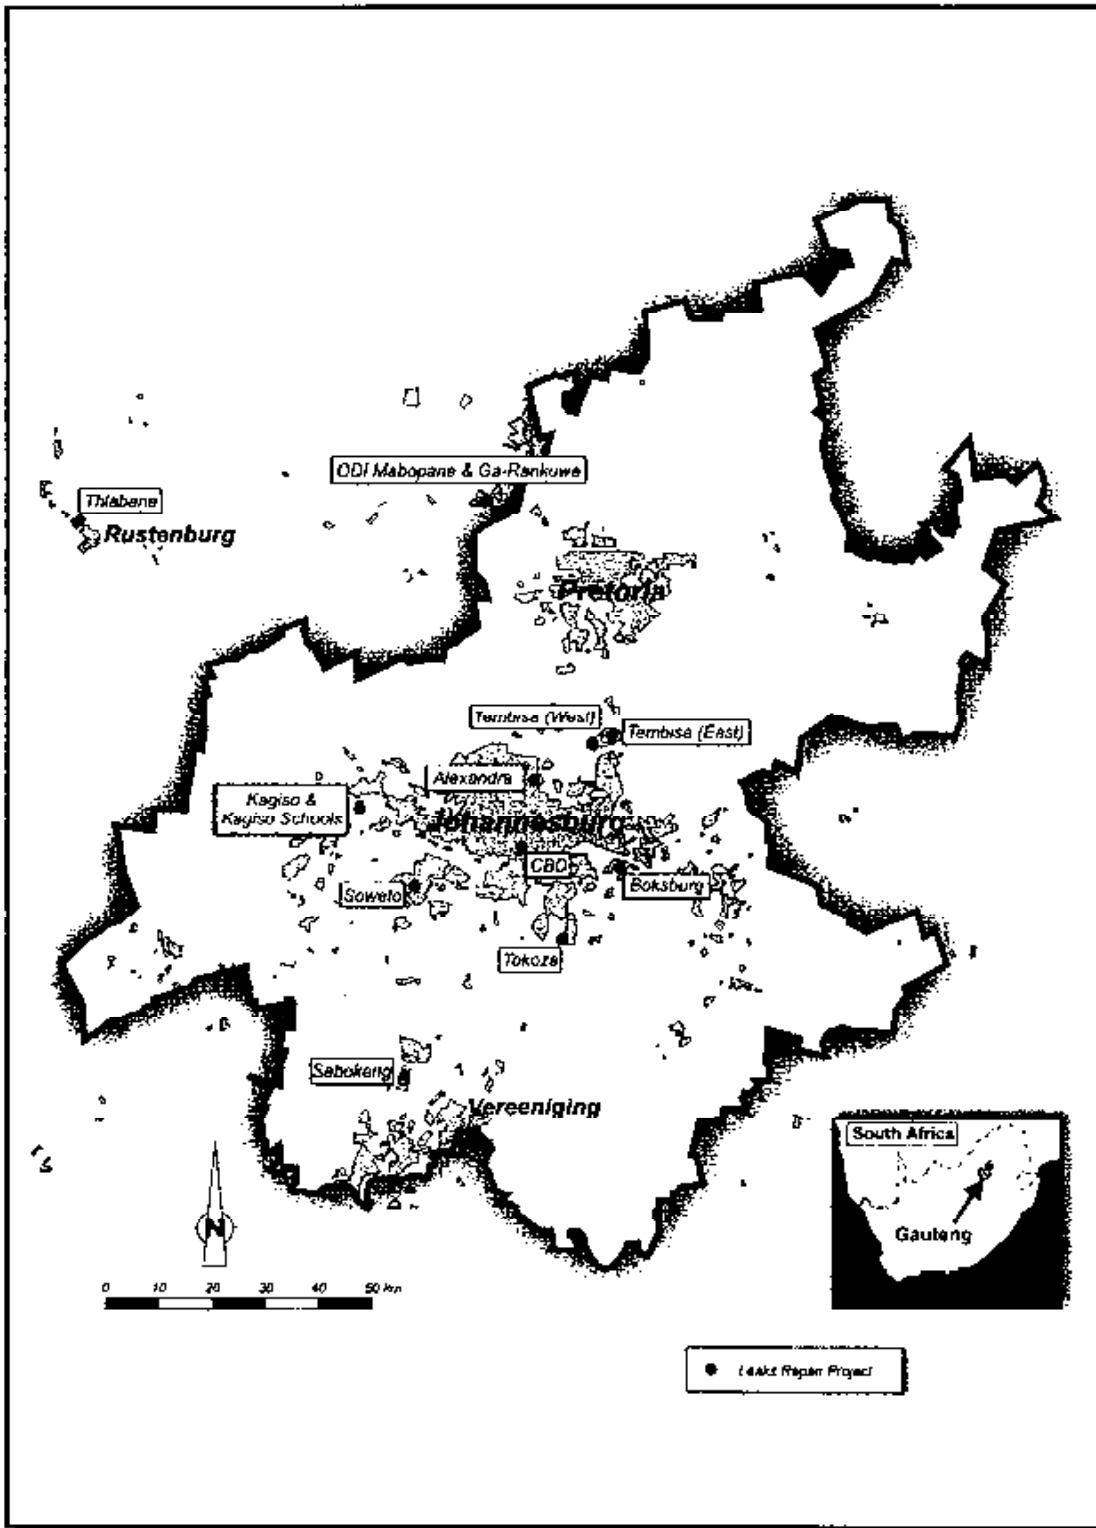 ODI Mabopane & Ga-Rankuwe
Thlabane
Rustenburg
Pretoria
Tembisa (West)
Tembisa (East)
Alexandra
Kagiso &
Kagiso Schools
Johannesburg
CBD
Boksburg
Soweto
Tokoza
Sebokeng
Vereeniging
South Africa
Gauteng
N
0 10 20 30 40 50 km
Leaks Repair Project